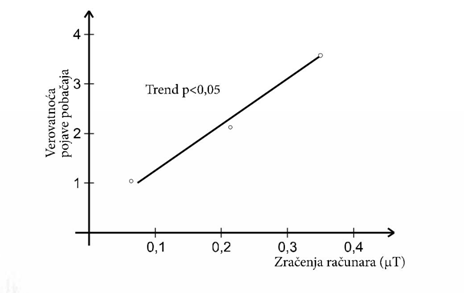 4
Trend p<0,05
3
Verovatnoća
pojave pobačaja
2
1
0,1 0,2 0,3 0,4
Zračenja računara (µT)